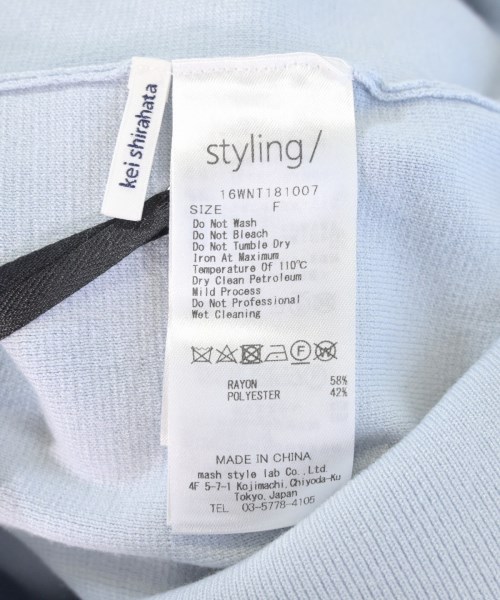 kei shirahata
styling/
16WNT181007
SIZE F
Do Not Wash
Do Not Bleach
Do Not Tumble Dry
Iron At Maximum
Temperature Of 110℃
Dry Clean Petroleum
Mild Process
Do Not Professional
Wet Cleaning
F W
RAYON 58%
POLYESTER 42%
MADE IN CHINA
mash style lab Co.,Ltd
4F 5-7-1 Kojimachi,Chiyoda-Ku
Tokyo,Japan
TEL 03-5778-4105